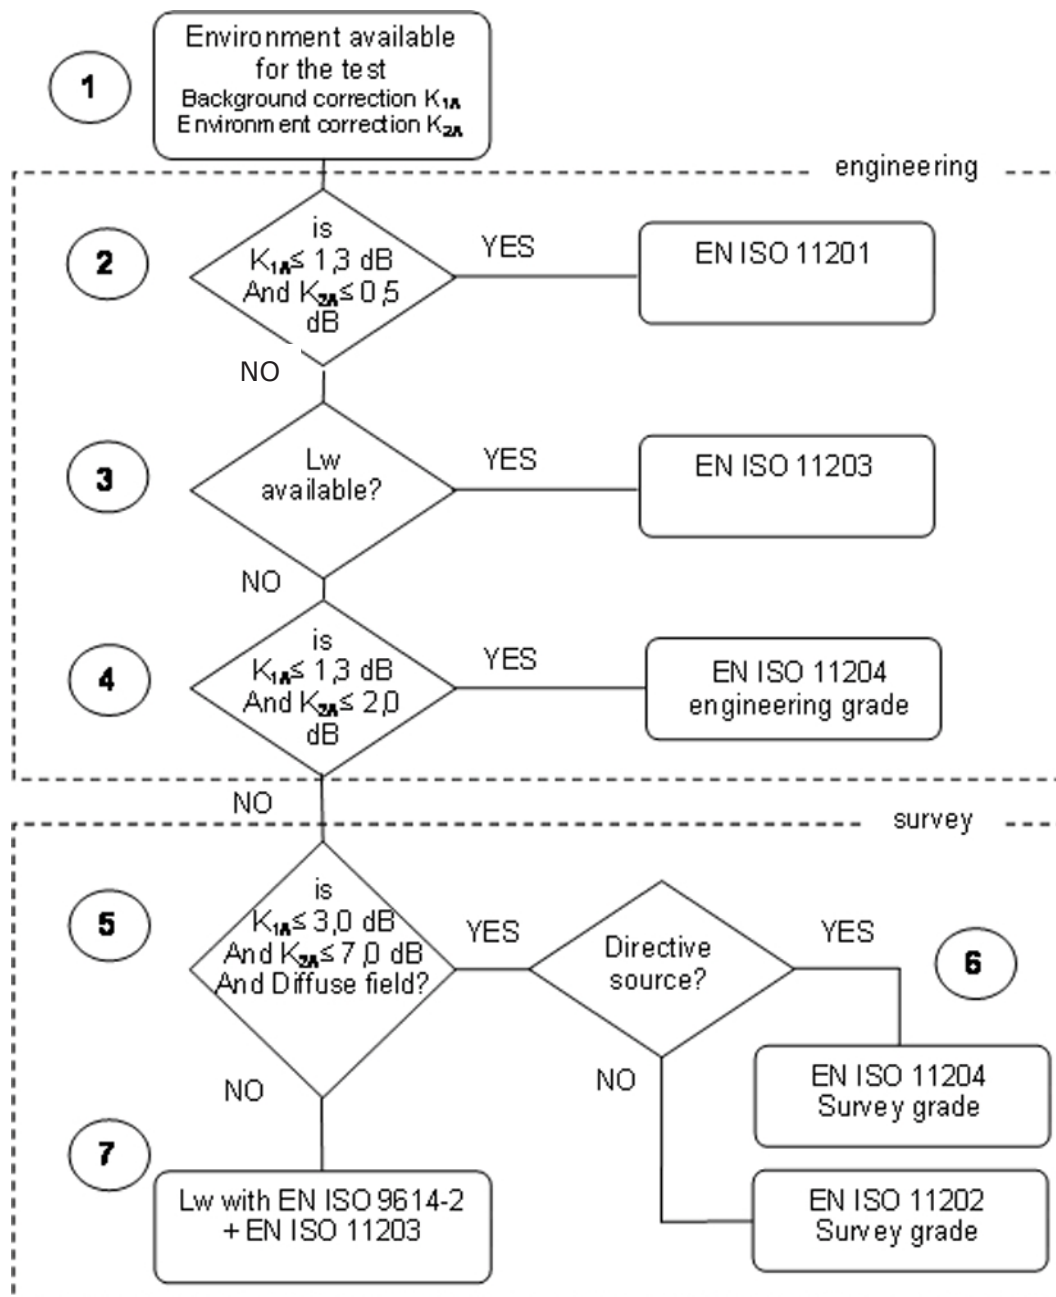 Environment available
for the test
Background correction K1A
Environment correction K2A
1
engineering
2
is
K1A≤ 1,3 dB
And K2A≤ 0,5
dB
YES
EN ISO 11201
NO
3
Lw
available?
YES
EN ISO 11203
NO
4
is
K1A≤ 1,3 dB
And K2A≤ 2,0
dB
YES
EN ISO 11204
engineering grade
NO
survey
5
is
K1A≤ 3,0 dB
And K2A≤ 7,0 dB
And Diffuse field?
YES
Directive
source?
YES
6
NO
EN ISO 11204
Survey grade
NO
7
Lw with EN ISO 9614-2
+ EN ISO 11203
EN ISO 11202
Survey grade